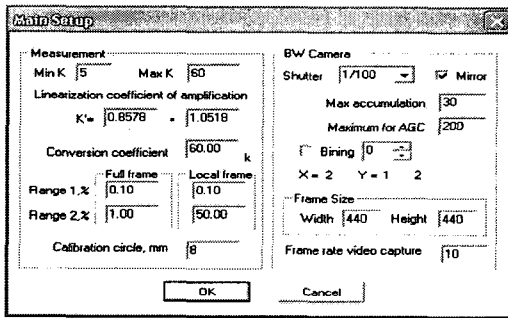 Main Setup
Measurement
Min K 5 Max K 60
Linearization coefficient of amplification
K'= 0.8578 * 1.0518
Conversion coefficient 60.00 k
Full frame Local frame
Range 1,% 0.10 0.10
Range 2,% 1.00 50.00
Calibration circle, mm 8
BW Camera
Shutter 1/100 Mirror
Max accumulation 30
Maximum for AGC 200
Bining 0
X = 2 Y = 1 2
Frame Size
Width 440 Height 440
Frame rate video capture 10
OK Cancel